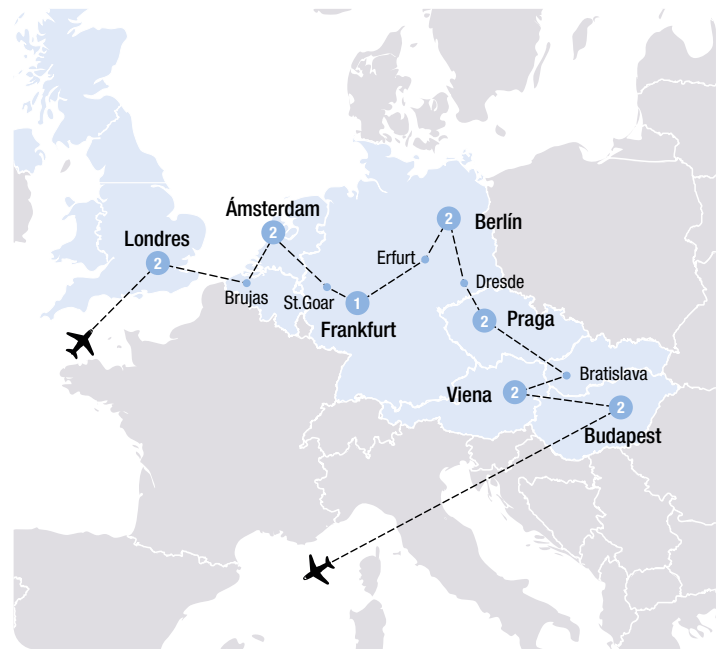 Ámsterdam
2
Londres
2
Brujas
St.Goar
1
Frankfurt
Erfurt
2
Berlín
Dresde
2
Praga
Bratislava
Viena
2
2
Budapest